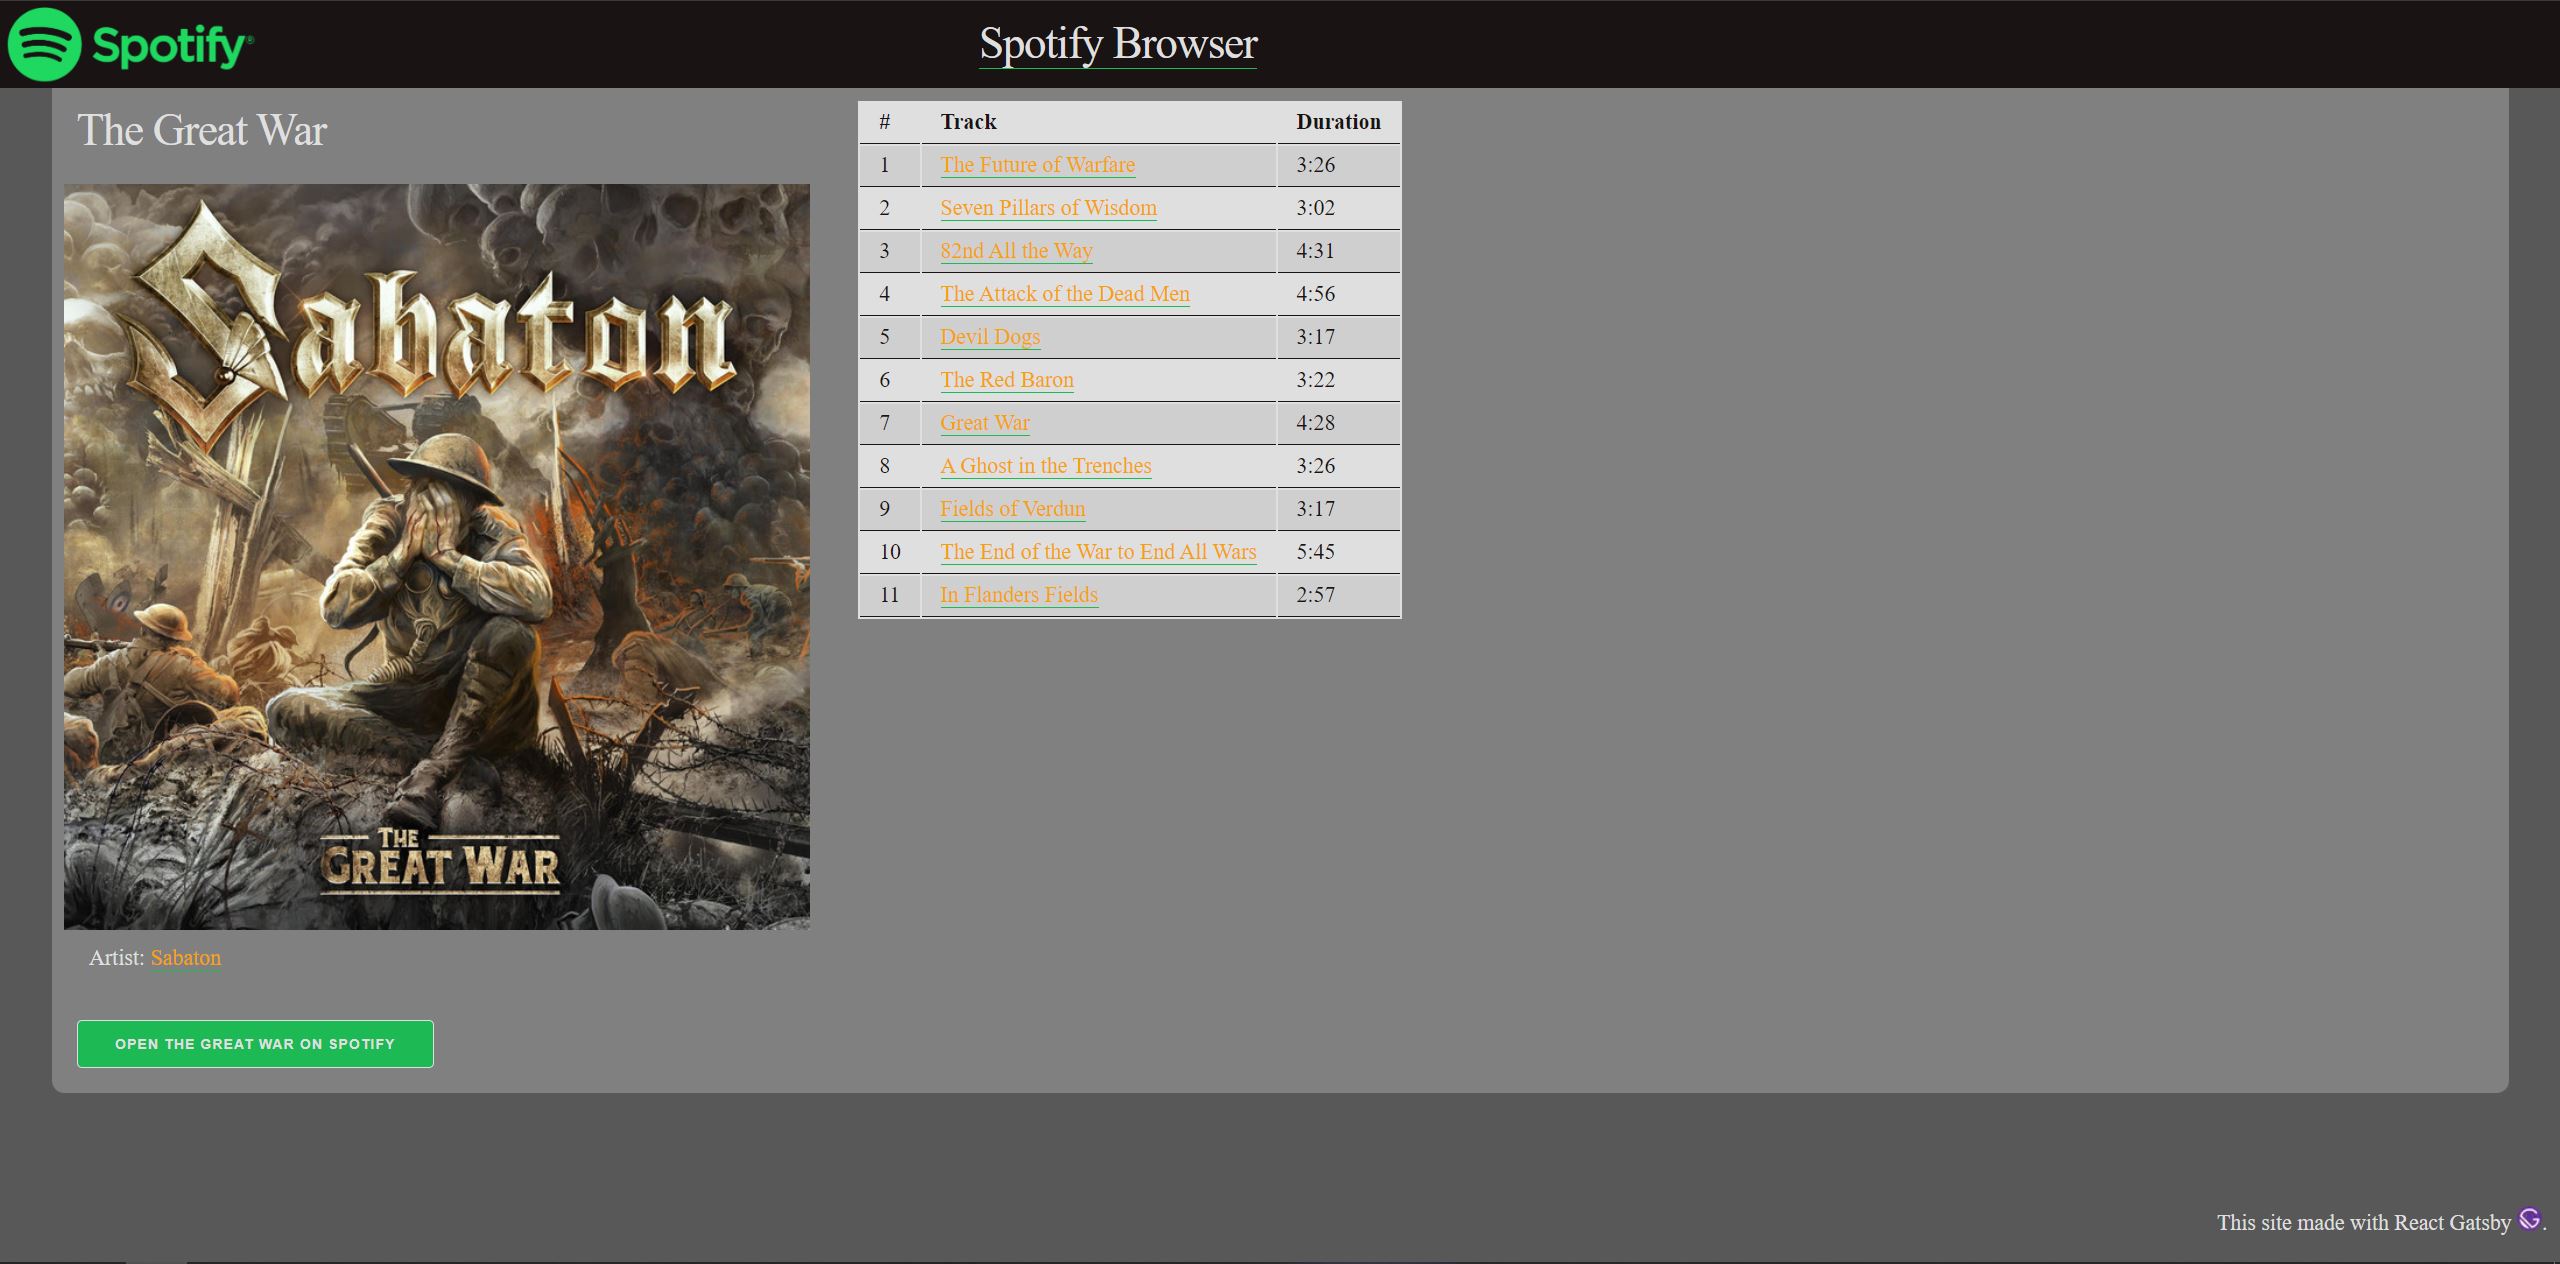 Spotify®
Spotify Browser
The Great War
Sabaton
THE
GREAT WAR
Artist: Sabaton
OPEN THE GREAT WAR ON SPOTIFY
# Track Duration
1 The Future of Warfare 3:26
2 Seven Pillars of Wisdom 3:02
3 82nd All the Way 4:31
4 The Attack of the Dead Men 4:56
5 Devil Dogs 3:17
6 The Red Baron 3:22
7 Great War 4:28
8 A Ghost in the Trenches 3:26
9 Fields of Verdun 3:17
10 The End of the War to End All Wars 5:45
11 In Flanders Fields 2:57
This site made with React Gatsby .